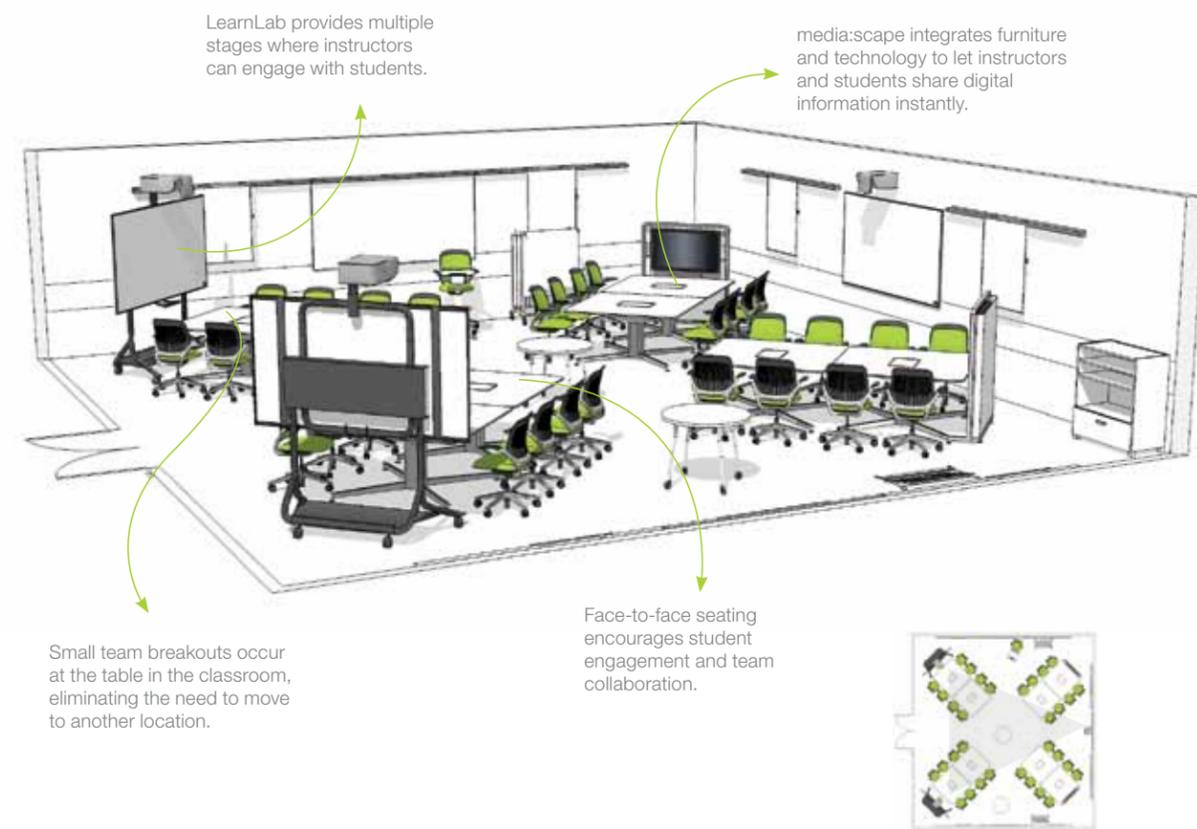 LearnLab provides multiple
stages where instructors
can engage with students.
media:scape integrates furniture
and technology to let instructors
and students share digital
information instantly.
Small team breakouts occur
at the table in the classroom,
eliminating the need to move
to another location.
Face-to-face seating
encourages student
engagement and team
collaboration.